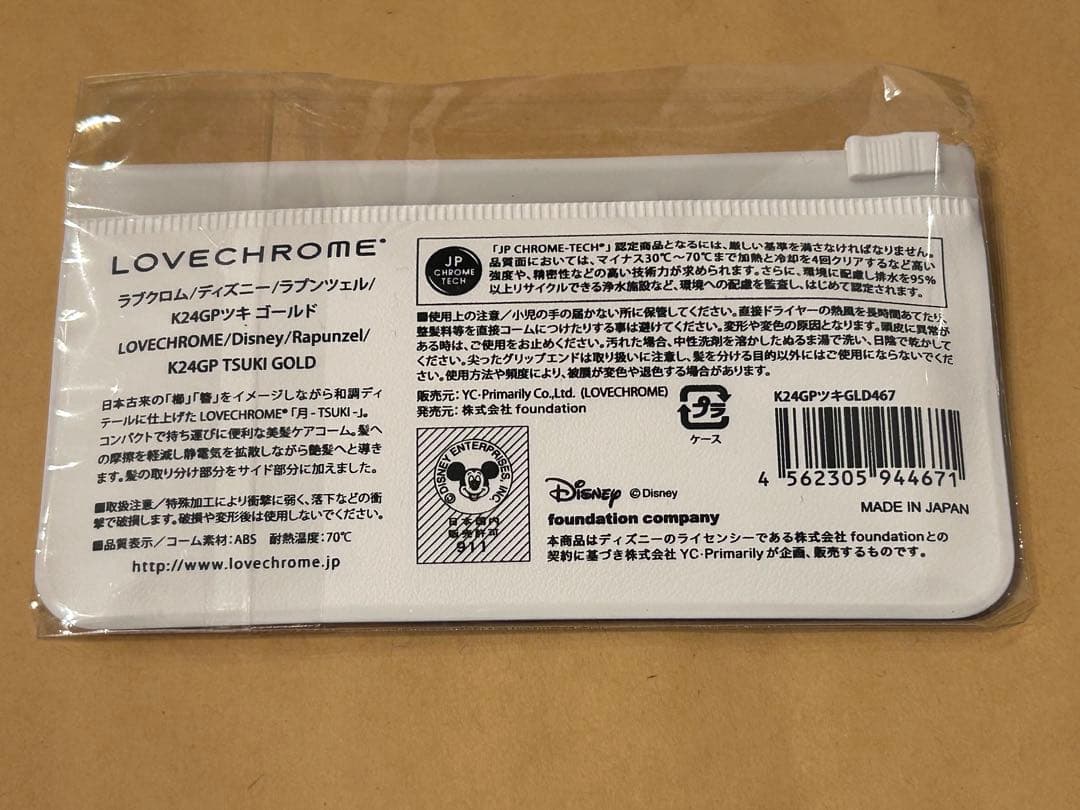 LOVECHROME®
ラブクロム/ディズニー/ラプンツェル/
K24GPツキ ゴールド
LOVECHROME/Disney/Rapunzel/
K24GP TSUKI GOLD
日本古来の「櫛」「簪」をイメージしながら和調ディ
テールに仕上げた LOVECHROME®「月 - TSUKI -」。
コンパクトで持ち運びに便利な美髪ケアコーム。髪へ
の摩擦を軽減し静電気を拡散しながら艶髪へと導き
ます。髪の取り分け部分をサイド部分に加えました。
■取扱注意/特殊加工により衝撃に弱く、落下などの衝
撃で破損します。破損や変形後は使用しないでください。
■品質表示/コーム素材:ABS 耐熱温度:70℃
http://www.lovechrome.jp
JP
CHROME
TECH
「JP CHROME-TECH®」認定商品となるには、厳しい基準を満さなければなりません。
品質面においては、マイナス30℃〜70℃まで加熱と冷却を4回クリアするなど高い
強度や、精密性などの高い技術力が求められます。さらに、環境に配慮し排水を95%
以上リサイクルできる浄水施設など、環境への配慮を監査し、はじめて認定されます。
■使用上の注意/小児の手の届かない所に保管してください。直接ドライヤーの熱風を長時間あてたり、
整髪料等を直接コームにつけたりする事は避けてください。変形や変色の原因となります。頭皮に異常が
ある時は、ご使用をお止めください。汚れた場合、中性洗剤を溶かしたぬるま湯で洗い、日陰で乾かして
ください。尖ったグリップエンドは取り扱いに注意し、髪を分ける目的以外にはご使用にならないでくだ
さい。使用方法や頻度により、被膜が変色や退色する場合があります。
販売元: YC・Primarily Co.,Ltd. (LOVECHROME)
発売元: 株式会社 foundation
プラ
ケース
K24GPツキGLD467
4 562305 944671
MADE IN JAPAN
©DISNEY ENTERPRISES, INC.
日本国内
販売許可
911
Disney ©Disney
foundation company
本商品はディズニーのライセンシーである株式会社 foundationとの
契約に基づき株式会社 YC・Primarily が企画、販売するものです。